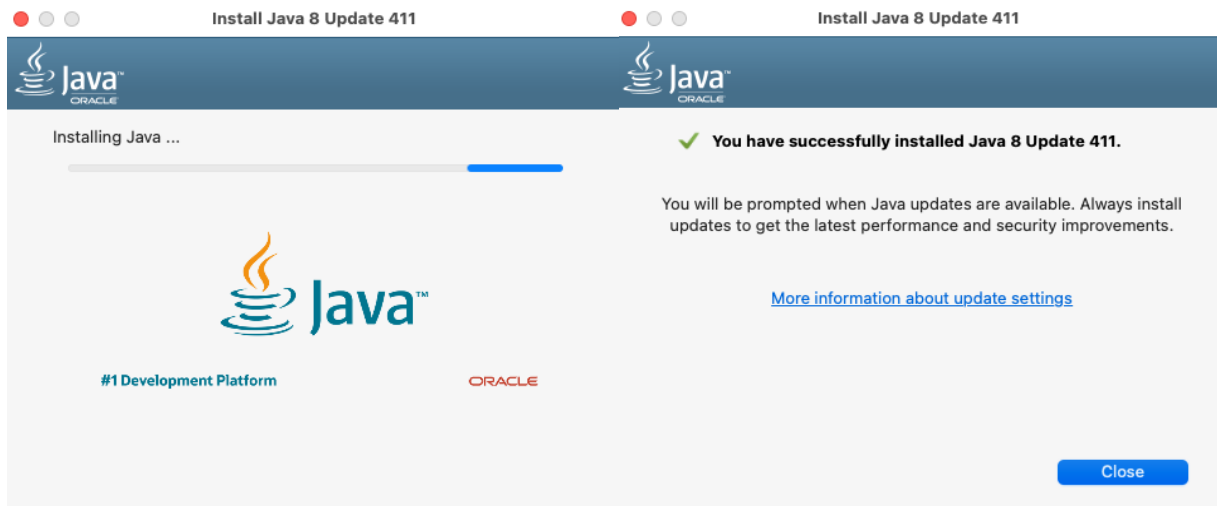 Install Java 8 Update 411
Java™
ORACLE
Installing Java ...
Java™
#1 Development Platform
ORACLE
Install Java 8 Update 411
Java™
ORACLE
You have successfully installed Java 8 Update 411.
You will be prompted when Java updates are available. Always install
updates to get the latest performance and security improvements.
More information about update settings
Close